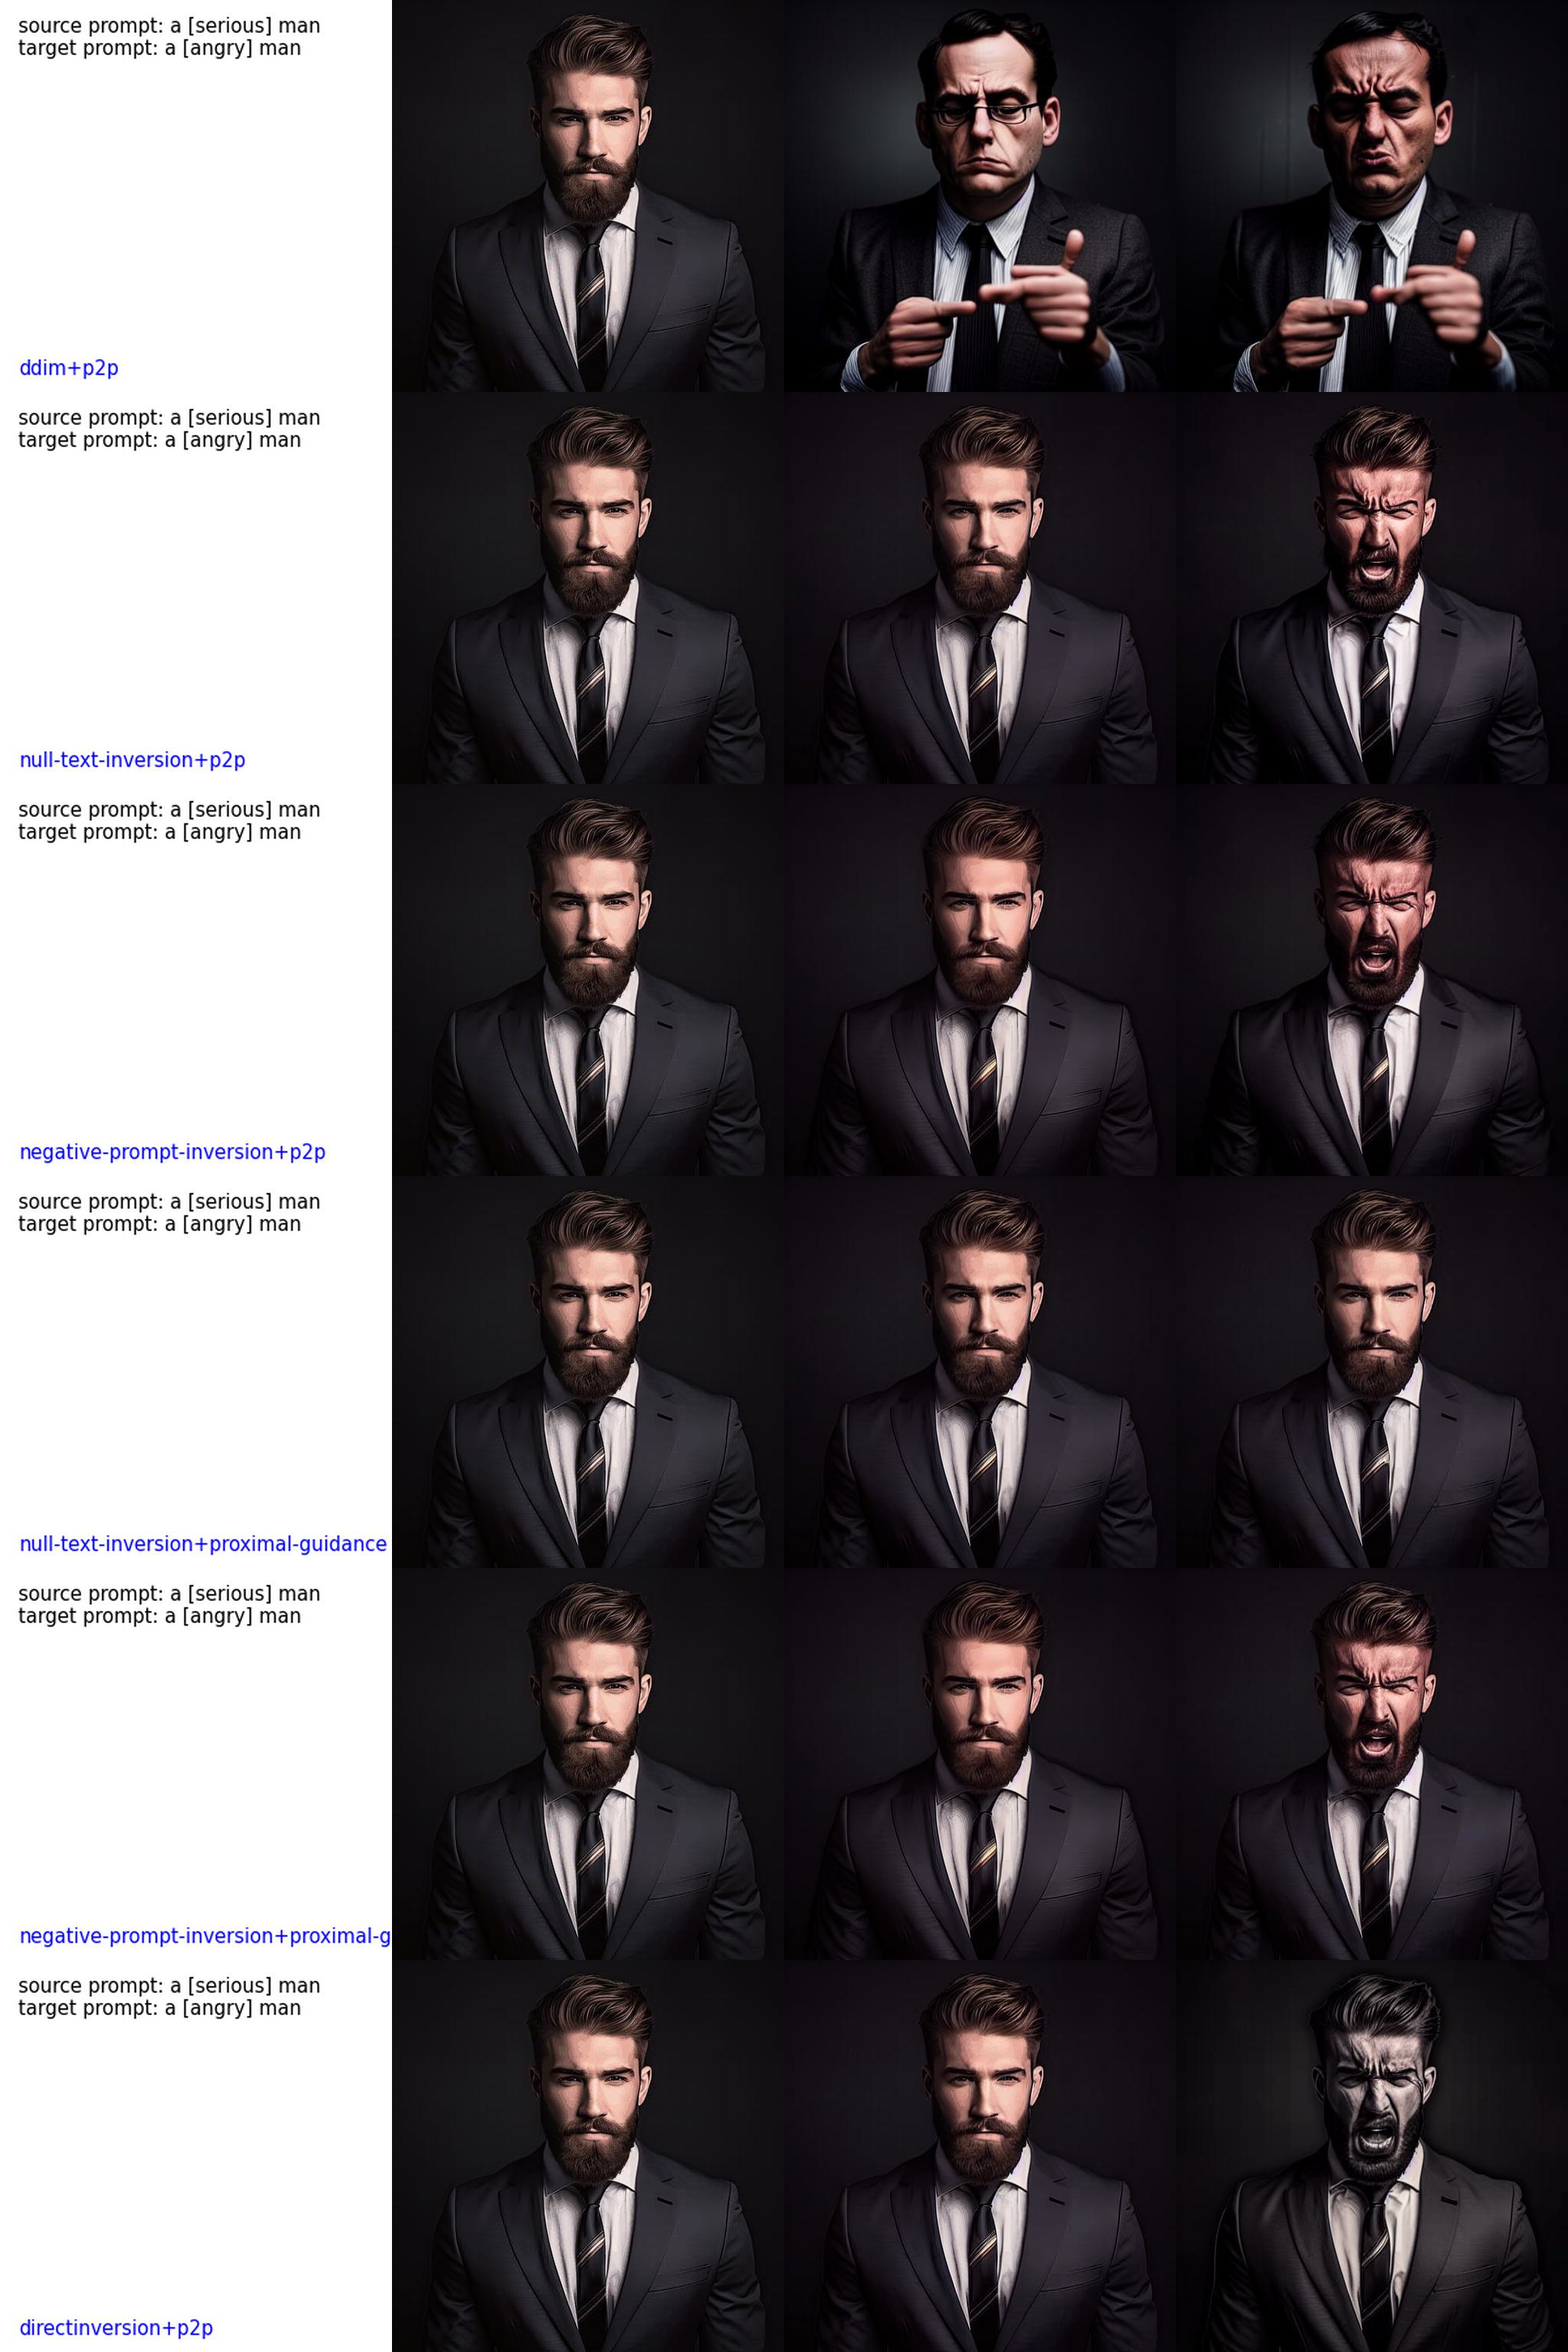 source prompt: a [serious] man
target prompt: a [angry] man
ddim+p2p
source prompt: a [serious] man
target prompt: a [angry] man
null-text-inversion+p2p
source prompt: a [serious] man
target prompt: a [angry] man
negative-prompt-inversion+p2p
source prompt: a [serious] man
target prompt: a [angry] man
null-text-inversion+proximal-guidance
source prompt: a [serious] man
target prompt: a [angry] man
negative-prompt-inversion+proximal-g
source prompt: a [serious] man
target prompt: a [angry] man
directinversion+p2p